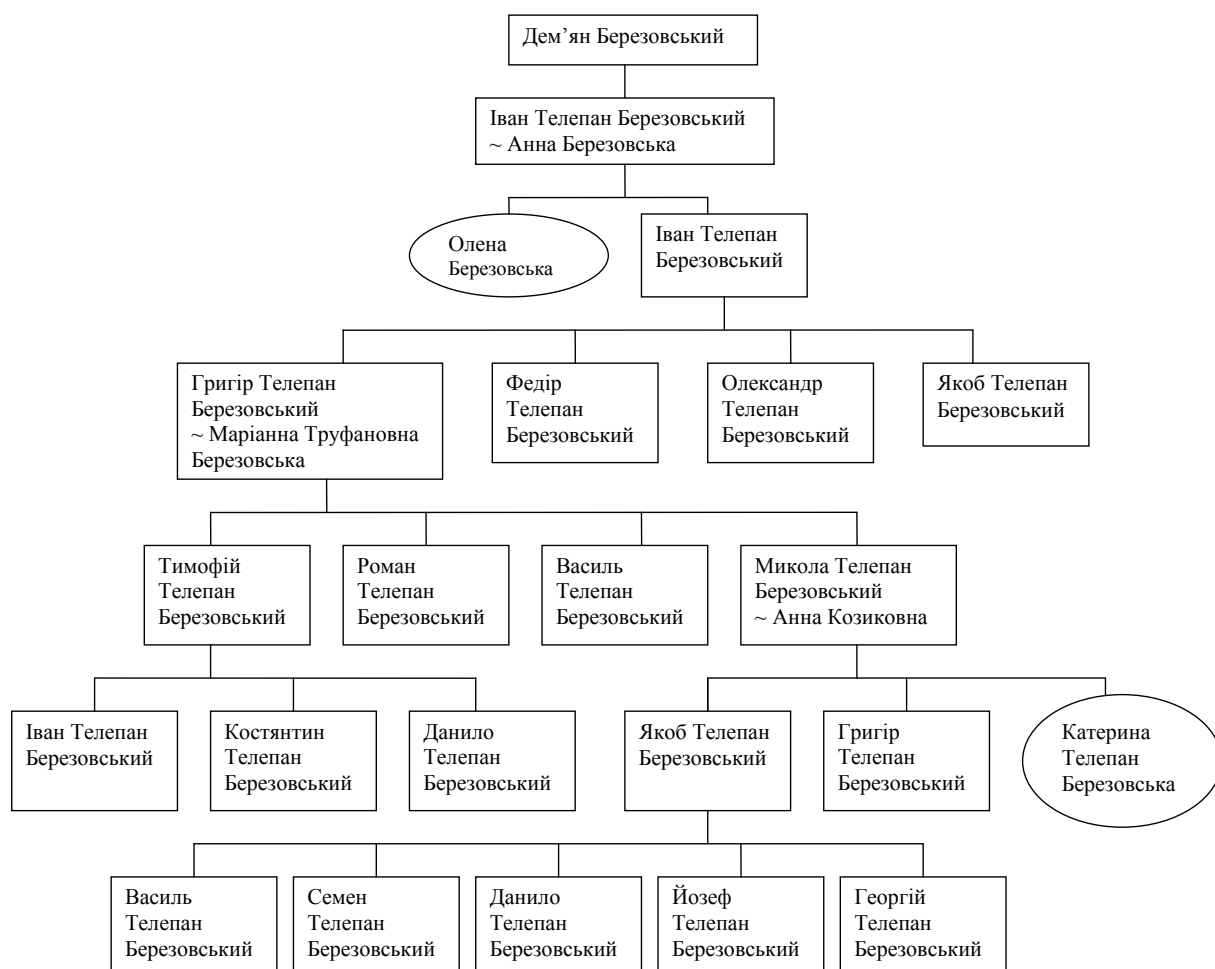 Дем’ян Березовський
Іван Телепан Березовський
~ Анна Березовська
Олена
Березовська
Іван Телепан
Березовський
Григір Телепан
Березовський
~ Маріанна Труфановна
Березовська
Федір
Телепан
Березовський
Олександр
Телепан
Березовський
Якоб Телепан
Березовський
Тимофій
Телепан
Березовський
Роман
Телепан
Березовський
Василь
Телепан
Березовський
Микола Телепан
Березовський
~ Анна Козиковна
Іван Телепан
Березовський
Костянтин
Телепан
Березовський
Данило
Телепан
Березовський
Якоб Телепан
Березовський
Григір
Телепан
Березовський
Катерина
Телепан
Березовська
Василь
Телепан
Березовський
Семен
Телепан
Березовський
Данило
Телепан
Березовський
Йозеф
Телепан
Березовський
Георгій
Телепан
Березовський